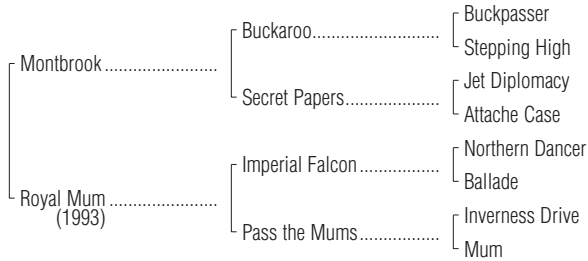 Buckpasser
Buckaroo
Stepping High
Montbrook
Jet Diplomacy
Secret Papers
Attache Case
Northern Dancer
Imperial Falcon
Ballade
Royal Mum
(1993)
Inverness Drive
Pass the Mums
Mum